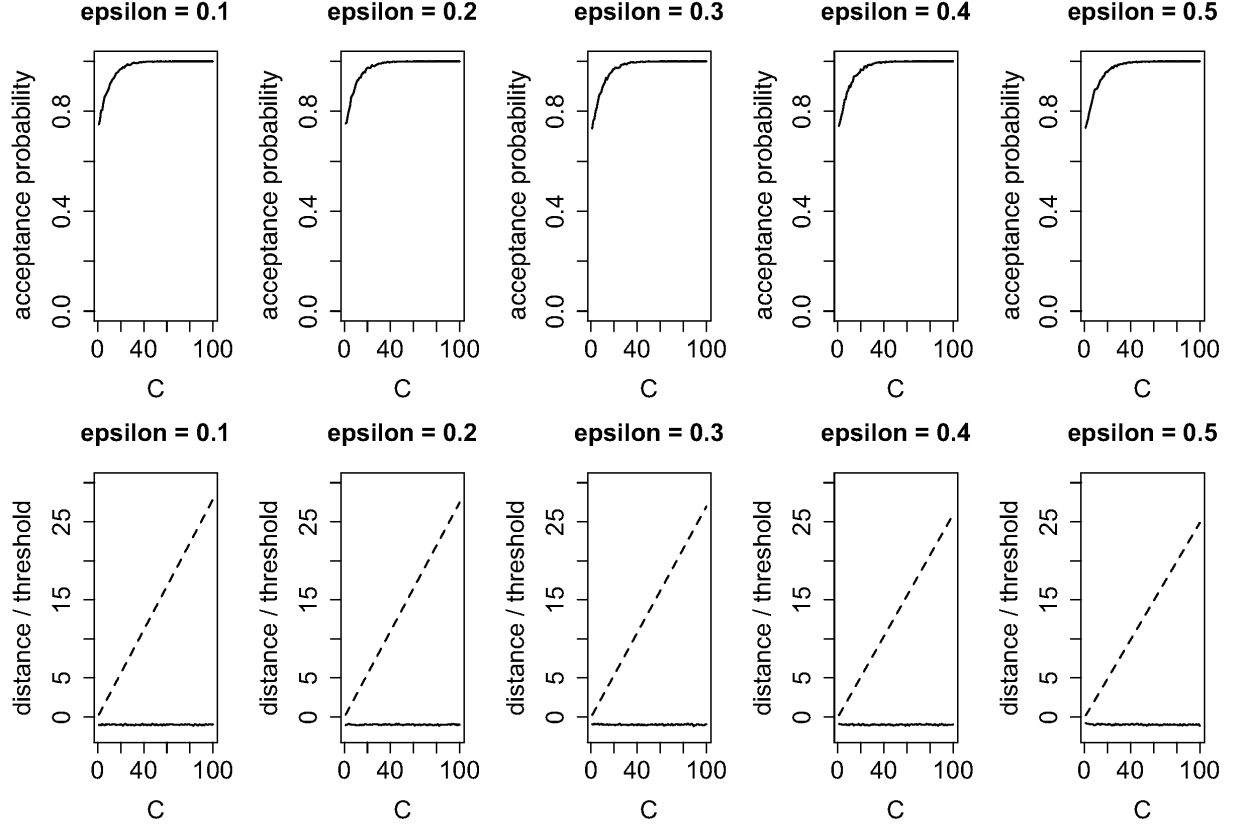 epsilon = 0.1
epsilon = 0.2
epsilon = 0.3
epsilon = 0.4
epsilon = 0.5
acceptance probability
0.0
0.4
0.8
0
40
100
C
acceptance probability
0.0
0.4
0.8
0
40
100
C
acceptance probability
0.0
0.4
0.8
0
40
100
C
acceptance probability
0.0
0.4
0.8
0
40
100
C
acceptance probability
0.0
0.4
0.8
0
40
100
C
epsilon = 0.1
epsilon = 0.2
epsilon = 0.3
epsilon = 0.4
epsilon = 0.5
distance / threshold
0
5
15
25
0
40
100
C
distance / threshold
0
5
15
25
0
40
100
C
distance / threshold
0
5
15
25
0
40
100
C
distance / threshold
0
5
15
25
0
40
100
C
distance / threshold
0
5
15
25
0
40
100
C